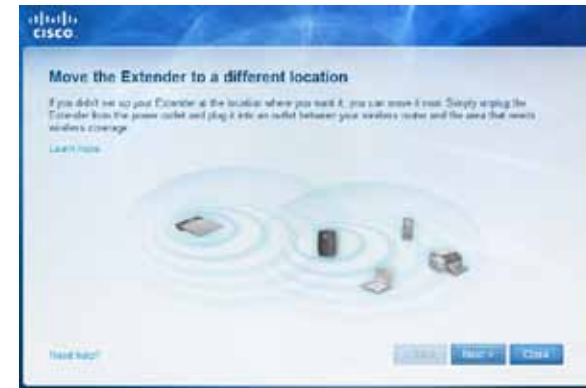 CISCO
Move the Extender to a different location
If you didn't set up your Extender at the location where you want it, you can move it now. Simply unplug the
Extender from the power outlet and plug it into an outlet between your wireless router and the area that needs
wireless coverage.
Learn more
Need help?
Next >
Close